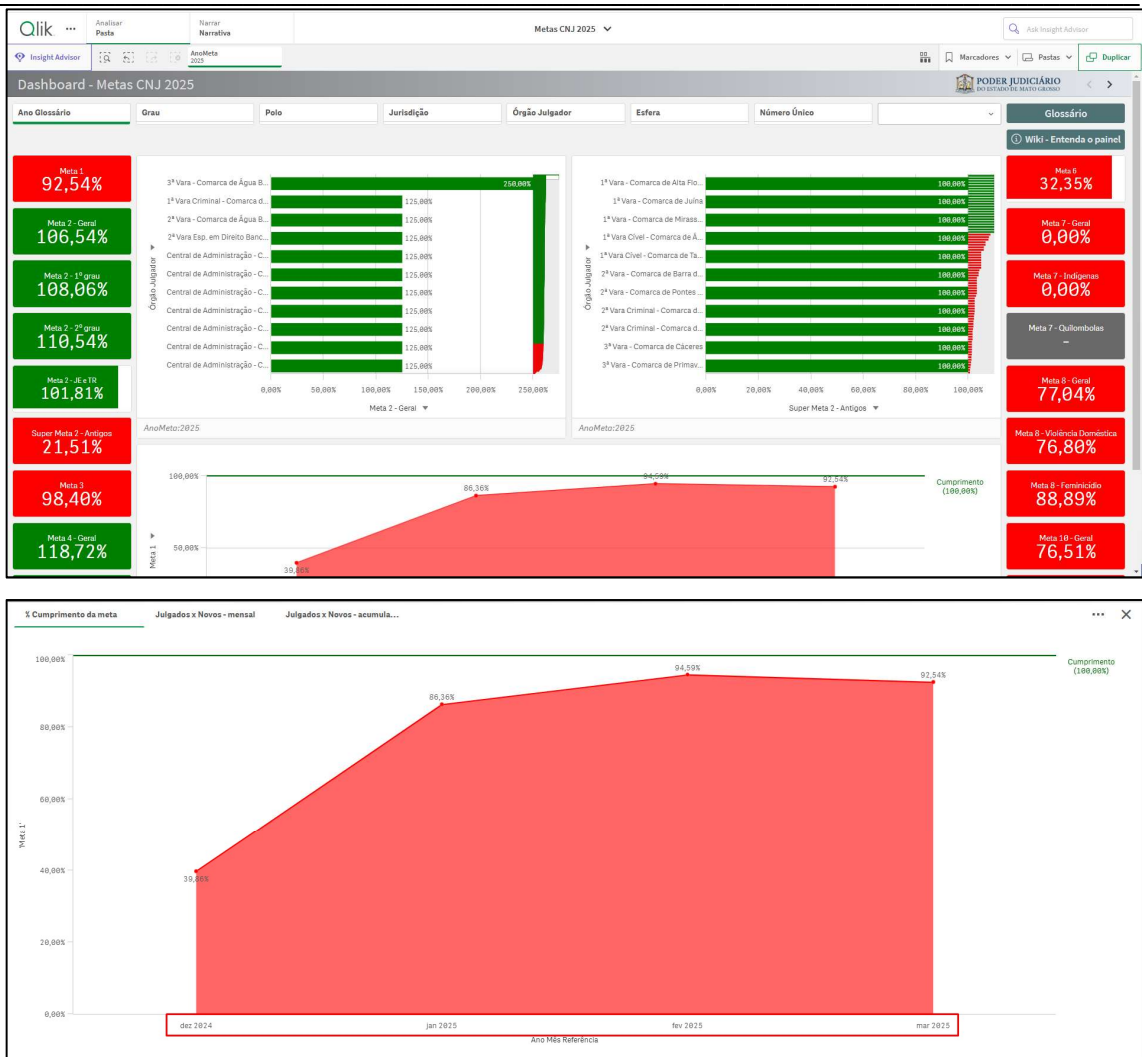 Qlik
Analisar
Pasta
Narrar
Narrativa
Metas CNJ 2025
Ask Insight Advisor
Insight Advisor
AnoMeta
2025
Marcadores
Pastas
Duplicar
Dashboard - Metas CNJ 2025
PODER JUDICIÁRIO
DO ESTADO DE MATO GROSSO
Ano Glossário
Grau
Polo
Jurisdição
Órgão Julgador
Esfera
Número Único
Glossário
Wiki - Entenda o painel
Meta 1
92,54%
Meta 2 - Geral
106,54%
Meta 2 - 1º grau
108,06%
Meta 2 - 2º grau
110,54%
Meta 2 - JE e TR
101,81%
Super Meta 2 - Antigos
21,51%
Meta 3
98,40%
Meta 4 - Geral
118,72%
Órgão Julgador
3ª Vara - Comarca de Água B... 250,00%
1ª Vara Criminal - Comarca d... 125,00%
2ª Vara - Comarca de Água B... 125,00%
2ª Vara Esp. em Direito Banc... 125,00%
Central de Administração - C... 125,00%
Central de Administração - C... 125,00%
Central de Administração - C... 125,00%
Central de Administração - C... 125,00%
Central de Administração - C... 125,00%
Central de Administração - C... 125,00%
Central de Administração - C... 125,00%
0,00% 50,00% 100,00% 150,00% 200,00% 250,00%
Meta 2 - Geral
AnoMeta:2025
Órgão Julgador
1ª Vara - Comarca de Alta Flo... 100,00%
1ª Vara - Comarca de Juína 100,00%
1ª Vara - Comarca de Mirass... 100,00%
1ª Vara Cível - Comarca de Á... 100,00%
1ª Vara Cível - Comarca de Ta... 100,00%
2ª Vara - Comarca de Barra d... 100,00%
2ª Vara - Comarca de Pontes ... 100,00%
2ª Vara Criminal - Comarca d... 100,00%
2ª Vara Criminal - Comarca d... 100,00%
3ª Vara - Comarca de Cáceres 100,00%
3ª Vara - Comarca de Primav... 100,00%
0,00% 20,00% 40,00% 60,00% 80,00% 100,00%
Super Meta 2 - Antigos
AnoMeta:2025
Meta 1
100,00%
50,00%
39,86%
86,36%
94,59%
92,54%
Cumprimento
(100,00%)
Meta 6
32,35%
Meta 7 - Geral
0,00%
Meta 7 - Indígenas
0,00%
Meta 7 - Quilombolas
-
Meta 8 - Geral
77,04%
Meta 8 - Violência Doméstica
76,80%
Meta 8 - Feminicídio
88,89%
Meta 10 - Geral
76,51%
% Cumprimento da meta
Julgados x Novos - mensal
Julgados x Novos - acumula...
100,00%
80,00%
60,00%
40,00%
20,00%
0,00%
'Meta 1'
39,86%
86,36%
94,59%
92,54%
Cumprimento
(100,00%)
dez 2024 jan 2025 fev 2025 mar 2025
Ano Mês Referência